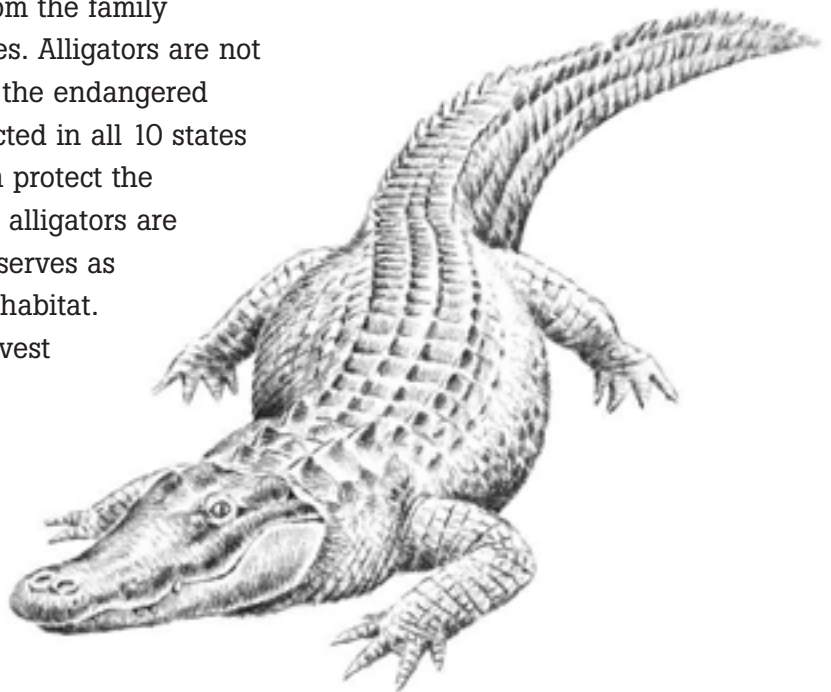 om the family
es. Alligators are not
the endangered
cted in all 10 states
n protect the
alligators are
serves as
habitat.
vest